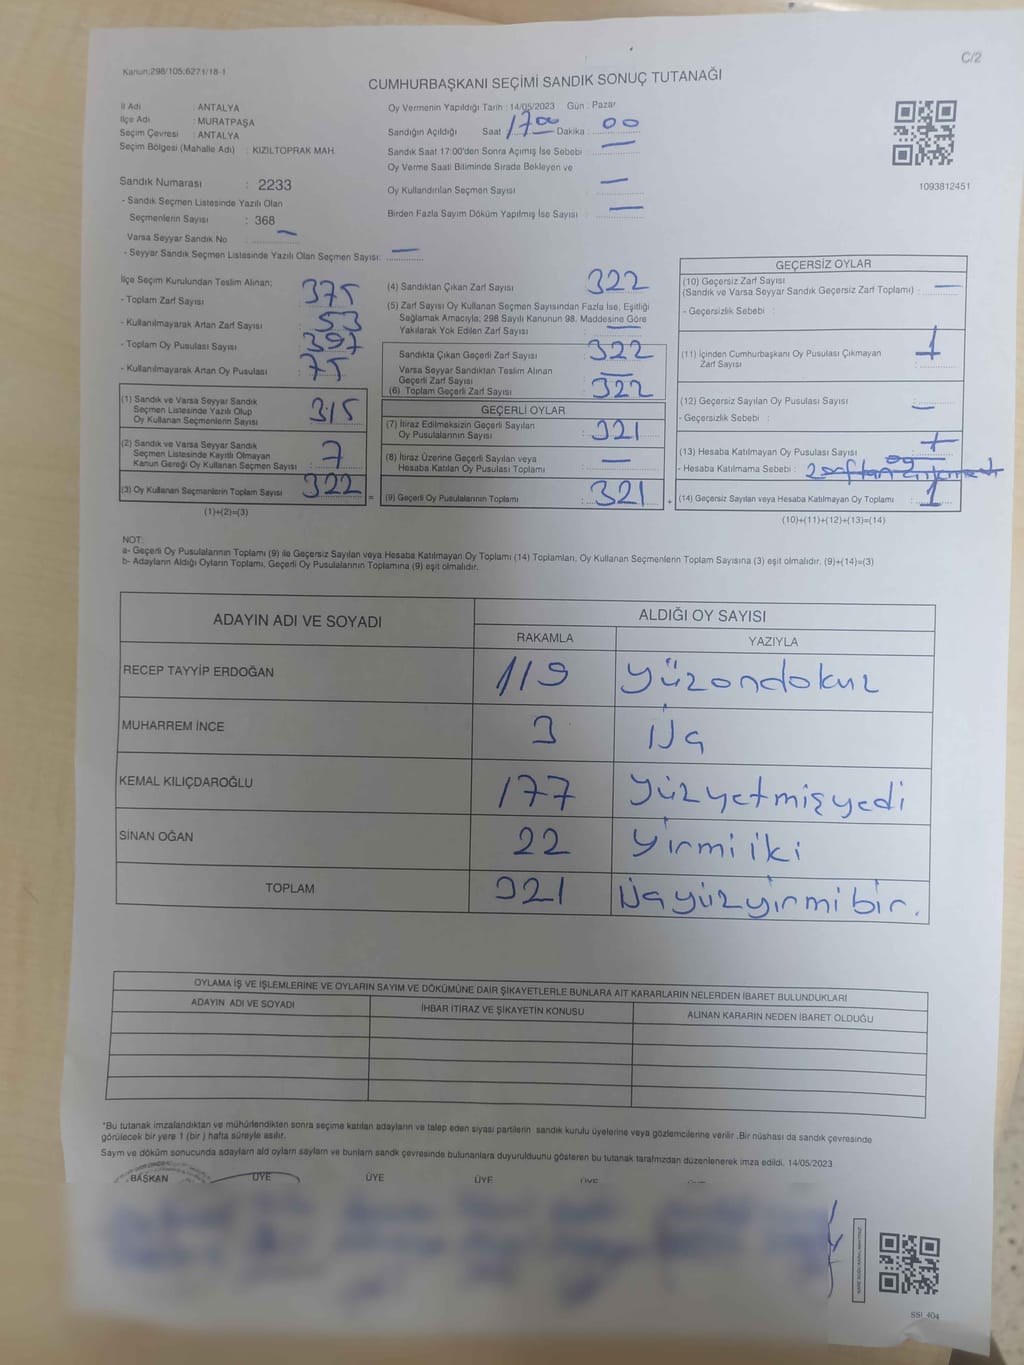 Kanun:298/105;6271/18-1
C/2
CUMHURBAŞKANI SEÇİMİ SANDIK SONUÇ TUTANAĞI
İl Adı : ANTALYA
İlçe Adı : MURATPAŞA
Seçim Çevresi : ANTALYA
Seçim Bölgesi (Mahalle Adı) : KIZILTOPRAK MAH.
Sandık Numarası : 2233
- Sandık Seçmen Listesinde Yazılı Olan
Seçmenlerin Sayısı : 368
Varsa Seyyar Sandık No : —
- Seyyar Sandık Seçmen Listesinde Yazılı Olan Seçmen Sayısı: —
Oy Vermenin Yapıldığı Tarih : 14/05/2023 Gün : Pazar
Sandığın Açıldığı Saat 17 00 Dakika : 00
Sandık Saat 17:00'den Sonra Açılmış İse Sebebi : —
Oy Verme Saati Bitiminde Sırada Bekleyen ve
Oy Kullandırılan Seçmen Sayısı : —
Birden Fazla Sayım Döküm Yapılmış İse Sayısı : —
1093812451
İlçe Seçim Kurulundan Teslim Alınan;
- Toplam Zarf Sayısı : 375
- Kullanılmayarak Artan Zarf Sayısı : 53
- Toplam Oy Pusulası Sayısı : 397
- Kullanılmayarak Artan Oy Pusulası : 75
(1) Sandık ve Varsa Seyyar Sandık
Seçmen Listesinde Yazılı Olup
Oy Kullanan Seçmenlerin Sayısı : 315
(2) Sandık ve Varsa Seyyar Sandık
Seçmen Listesinde Kayıtlı Olmayan
Kanun Gereği Oy Kullanan Seçmen Sayısı : 7
(3) Oy Kullanan Seçmenlerin Toplam Sayısı : 322
(1)+(2)=(3)
(4) Sandıktan Çıkan Zarf Sayısı : 322
(5) Zarf Sayısı Oy Kullanan Seçmen Sayısından Fazla İse, Eşitliği
Sağlamak Amacıyla; 298 Sayılı Kanunun 98. Maddesine Göre
Yakılarak Yok Edilen Zarf Sayısı : —
Sandıkta Çıkan Geçerli Zarf Sayısı : 322
Varsa Seyyar Sandıktan Teslim Alınan
Geçerli Zarf Sayısı : —
(6) Toplam Geçerli Zarf Sayısı : 322
GEÇERLİ OYLAR
(7) İtiraz Edilmeksizin Geçerli Sayılan
Oy Pusulalarının Sayısı : 321
(8) İtiraz Üzerine Geçerli Sayılan veya
Hesaba Katılan Oy Pusulası Toplamı : —
(9) Geçerli Oy Pusulalarının Toplamı : 321
GEÇERSİZ OYLAR
(10) Geçersiz Zarf Sayısı
(Sandık ve Varsa Seyyar Sandık Geçersiz Zarf Toplamı) : —
- Geçersizlik Sebebi :
(11) İçinden Cumhurbaşkanı Oy Pusulası Çıkmayan
Zarf Sayısı : 1
(12) Geçersiz Sayılan Oy Pusulası Sayısı : —
- Geçersizlik Sebebi :
(13) Hesaba Katılmayan Oy Sayısı :
- Hesaba Katılmama Sebebi :
(14) Geçersiz Sayılan veya Hesaba Katılmayan Oy Toplamı : 1
(10)+(11)+(12)+(13)=(14)
NOT:
a- Geçerli Oy Pusulalarının Toplamı (9) ile Geçersiz Sayılan veya Hesaba Katılmayan Oy Toplamı (14) Toplamları, Oy Kullanan Seçmenlerin Toplam Sayısına (3) eşit olmalıdır. (9)+(14)=(3)
b- Adayların Aldığı Oyların Toplamı, Geçerli Oy Pusulalarının Toplamına (9) eşit olmalıdır.
ADAYIN ADI VE SOYADI ALDIĞI OY SAYISI
RAKAMLA YAZIYLA
RECEP TAYYİP ERDOĞAN 119 yüzondokuz
MUHARREM İNCE 3 üç
KEMAL KILIÇDAROĞLU 177 yüzyetmişyedi
SİNAN OĞAN 22 yirmiiki
TOPLAM 321 üçyüzyirmibir.
OYLAMA İŞ VE İŞLEMLERİNE VE OYLARIN SAYIM VE DÖKÜMÜNE DAİR ŞİKAYETLERLE BUNLARA AİT KARARLARIN NELERDEN İBARET BULUNDUKLARI
ADAYIN ADI VE SOYADI İHBAR İTİRAZ VE ŞİKAYETİN KONUSU ALINAN KARARIN NEDEN İBARET OLDUĞU
*Bu tutanak imzalandıktan ve mühürlendikten sonra seçime katılan adayların ve talep eden siyasi partilerin sandık kurulu üyelerine veya gözlemcilerine verilir .Bir nüshası da sandık çevresinde
görülecek bir yere 1 (bir ) hafta süreyle asılır.
Sayım ve döküm sonucunda adayların ald oyların sayların ve bunların sandk çevresinde bulunanlara duyurulduunu gösteren bu tutanak tarafmzdan düzenlenerek imza edildi. 14/05/2023
BAŞKAN ÜYE ÜYE ÜYE ÜYE
SSI_404